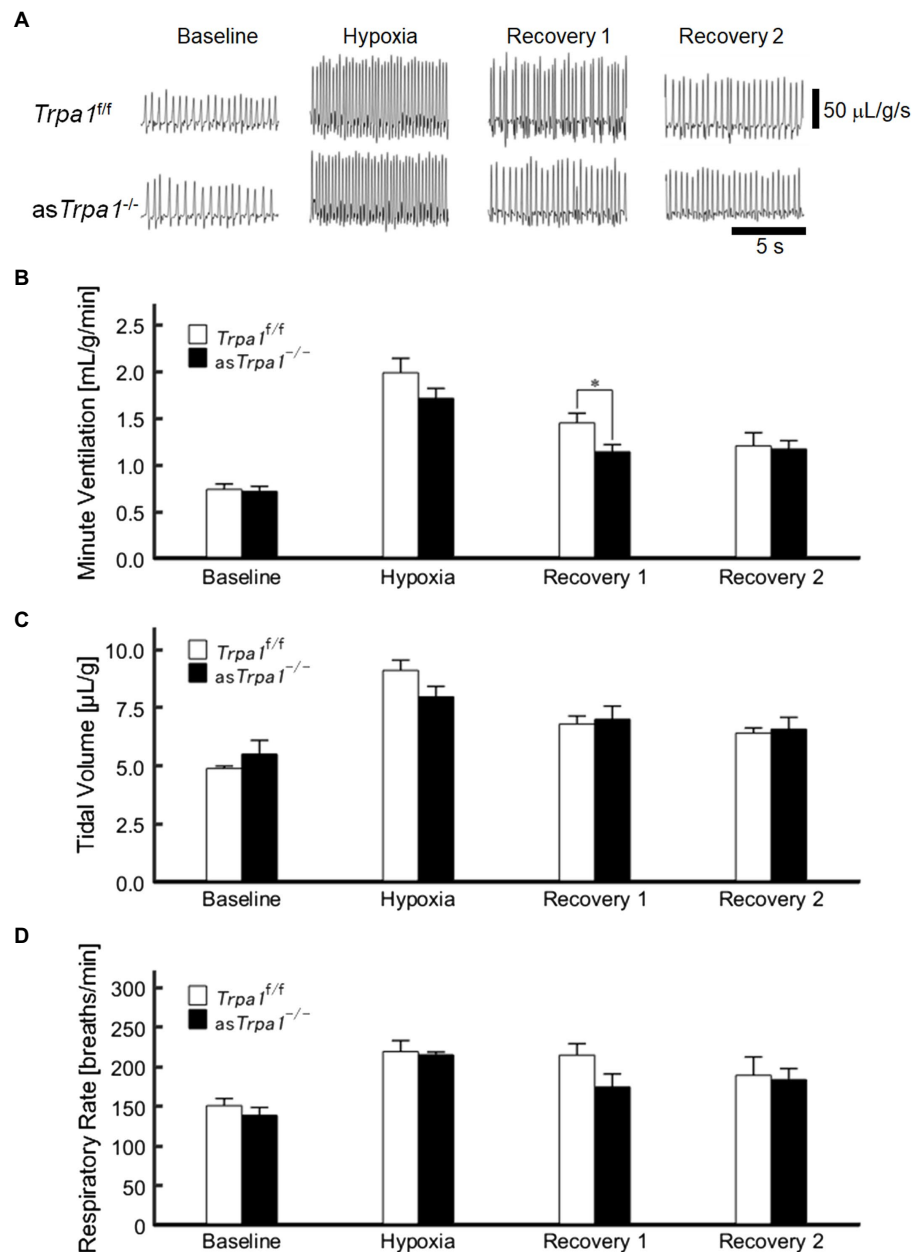 A
Baseline Hypoxia Recovery 1 Recovery 2
Trpa1f/f
50 μL/g/s
asTrpa1-/-
5 s
B
Minute Ventilation [mL/g/min]
2.5
2.0
1.5
1.0
0.5
0.0
Trpa1f/f
asTrpa1−/−
*
Baseline Hypoxia Recovery 1 Recovery 2
C
Tidal Volume [μL/g]
10.0
7.5
5.0
2.5
0.0
Trpa1f/f
asTrpa1−/−
Baseline Hypoxia Recovery 1 Recovery 2
D
Respiratory Rate [breaths/min]
300
250
200
150
100
50
0
Trpa1f/f
asTrpa1−/−
Baseline Hypoxia Recovery 1 Recovery 2